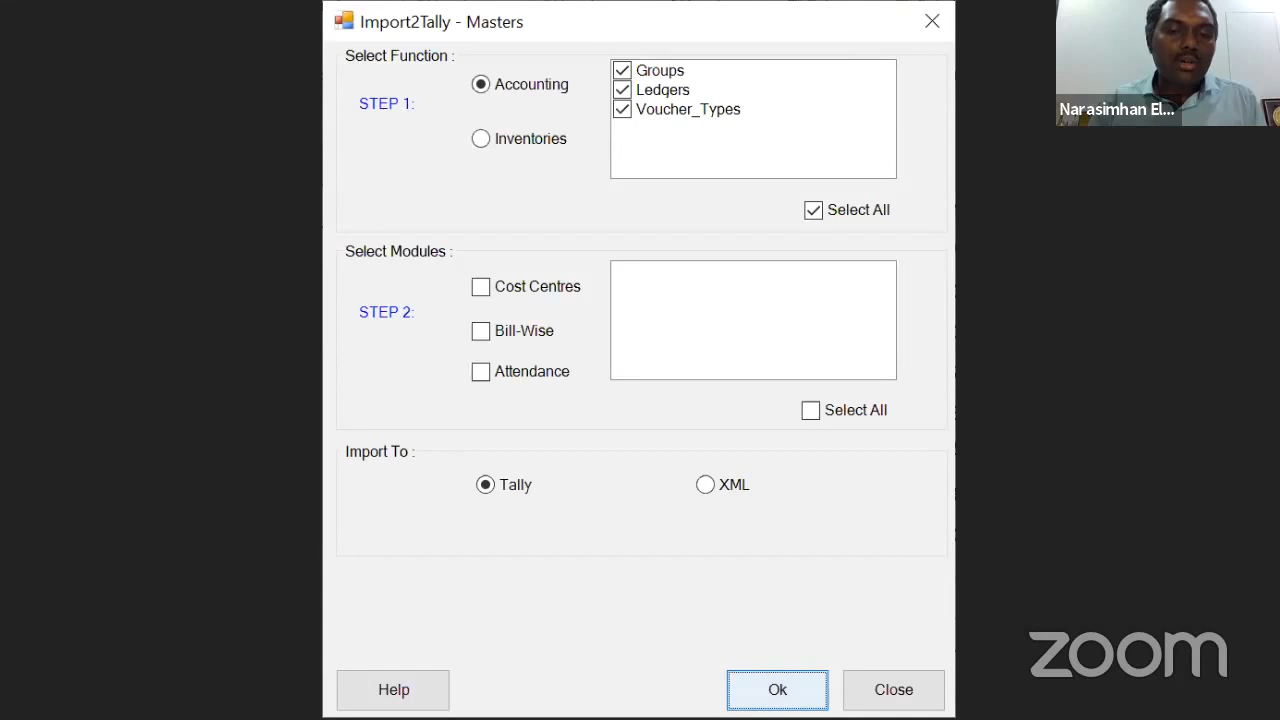 Import2Tally - Masters
Select Function :
STEP 1:
Accounting
Inventories
Groups
Ledgers
Voucher_Types
Select All
Select Modules :
STEP 2:
Cost Centres
Bill-Wise
Attendance
Select All
Import To :
Tally
XML
Help
Ok
Close
Narasimhan El...
zoom